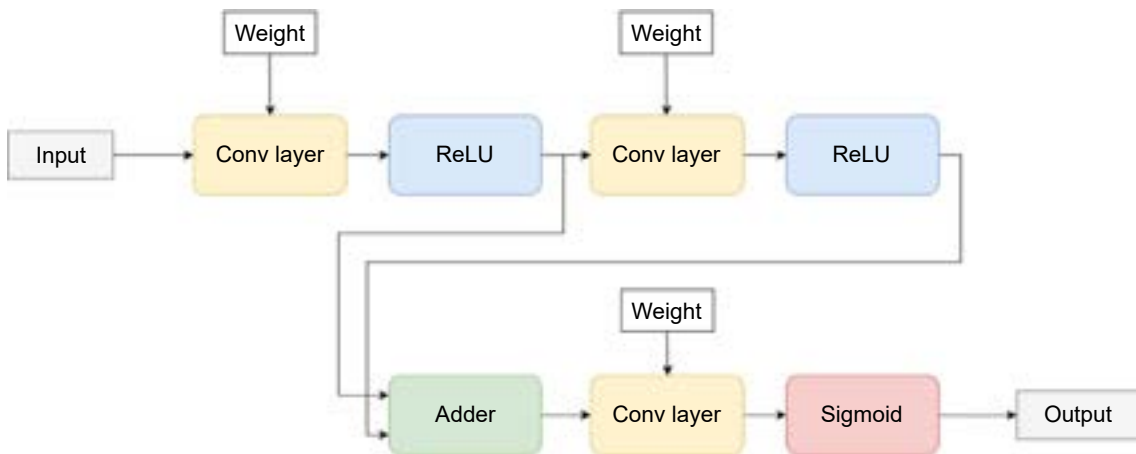 Weight
Weight
Input
Conv layer
ReLU
Conv layer
ReLU
Weight
Adder
Conv layer
Sigmoid
Output